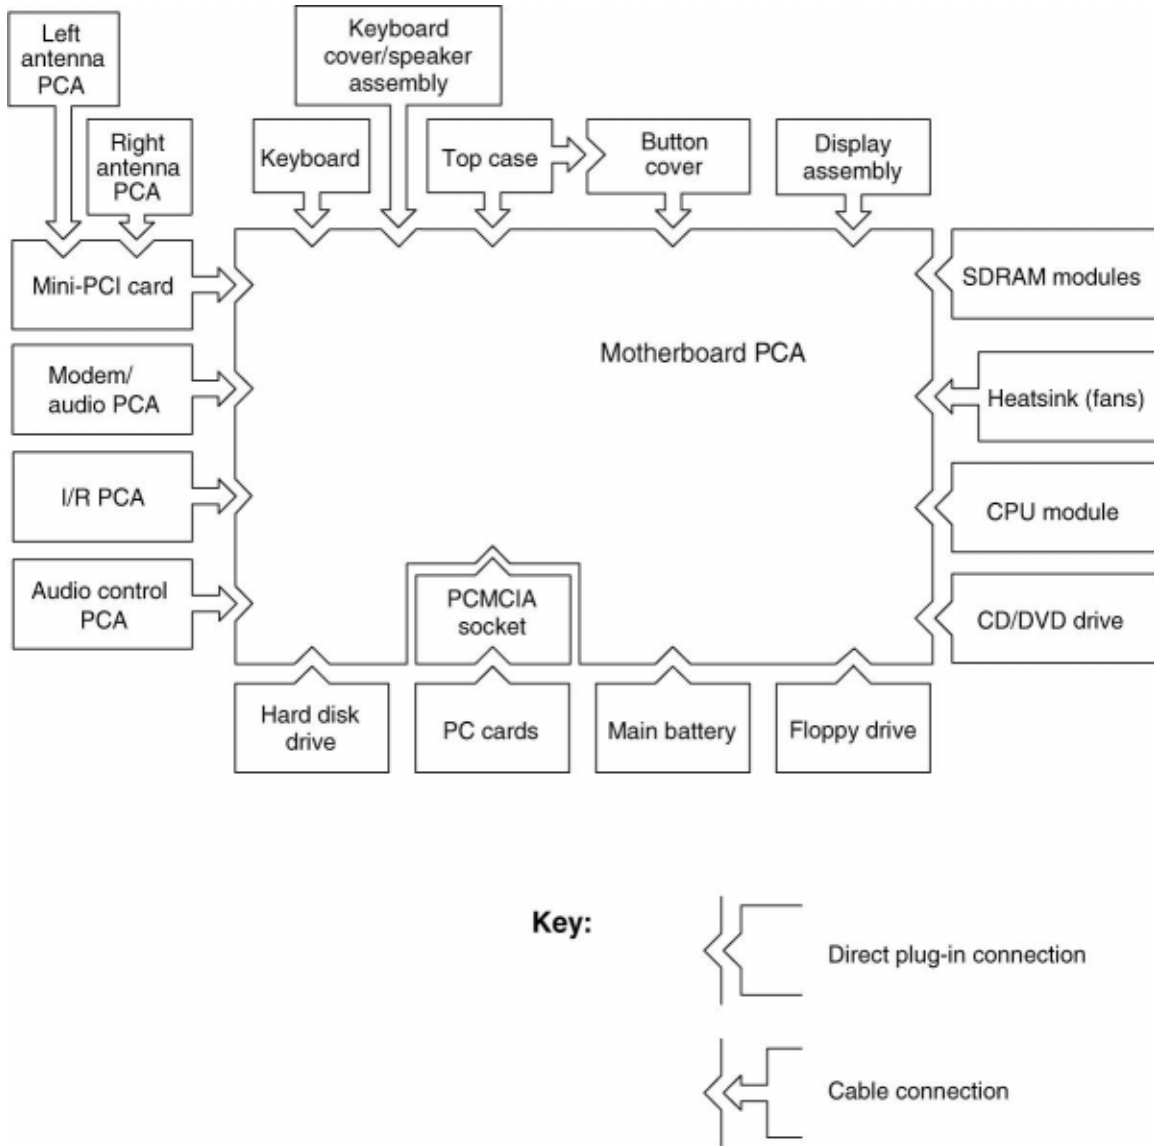 Left
antenna
PCA
Keyboard
cover/speaker
assembly
Right
antenna
PCA
Keyboard
Top case
Button
cover
Display
assembly
Mini-PCI card
SDRAM modules
Motherboard PCA
Modem/
audio PCA
Heatsink (fans)
I/R PCA
CPU module
Audio control
PCA
PCMCIA
socket
CD/DVD drive
Hard disk
drive
PC cards
Main battery
Floppy drive
Key:
Direct plug-in connection
Cable connection